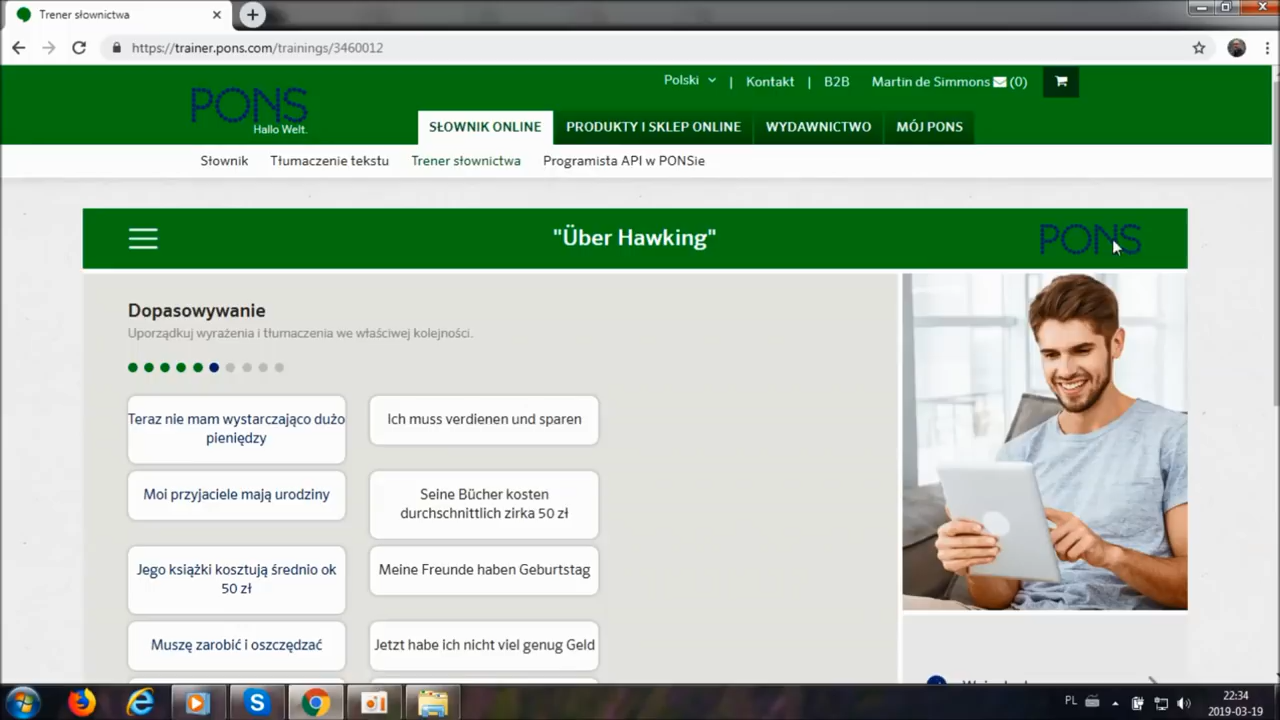 Trener słownictwa
https://trainer.pons.com/trainings/3460012
Polski | Kontakt | B2B Martin de Simmons (0)
PONS
Hallo Welt.
SŁOWNIK ONLINE PRODUKTY I SKLEP ONLINE WYDAWNICTWO MÓJ PONS
Słownik Tłumaczenie tekstu Trener słownictwa Programista API w PONSie
"Über Hawking"
PONS
Dopasowywanie
Uporządkuj wyrażenia i tłumaczenia we właściwej kolejności.
Teraz nie mam wystarczająco dużo
pieniędzy
Ich muss verdienen und sparen
Moi przyjaciele mają urodziny
Seine Bücher kosten
durchschnittlich zirka 50 zł
Jego książki kosztują średnio ok
50 zł
Meine Freunde haben Geburtstag
Muszę zarobić i oszczędzać
Jetzt habe ich nicht viel genug Geld
PL
22:34
2019-03-19